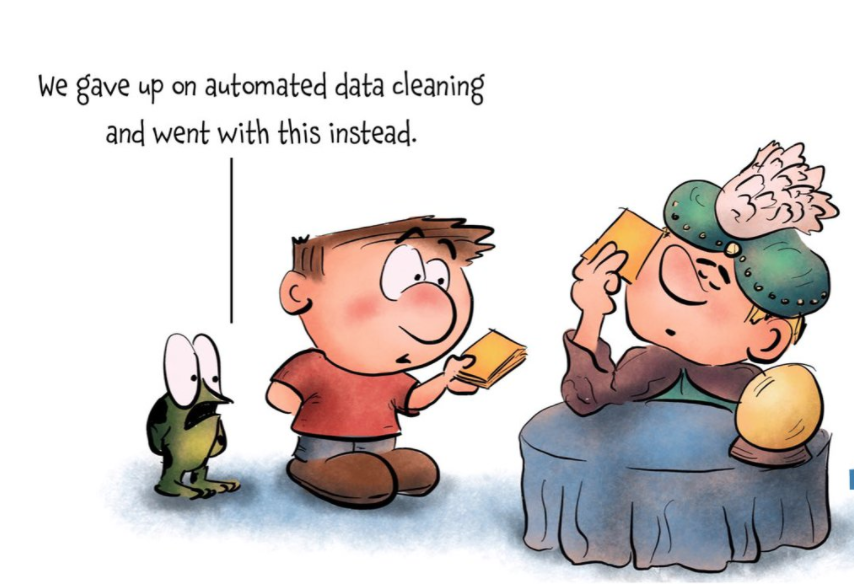 We gave up on automated data cleaning
and went with this instead.